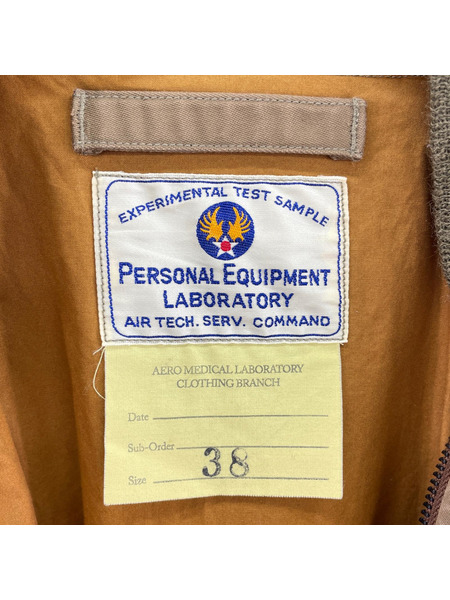 EXPERIMENTAL TEST SAMPLE
PERSONAL EQUIPMENT
LABORATORY
AIR TECH. SERV. COMMAND
AERO MEDICAL LABORATORY
CLOTHING BRANCH
Date
Sub-Order
Size 38